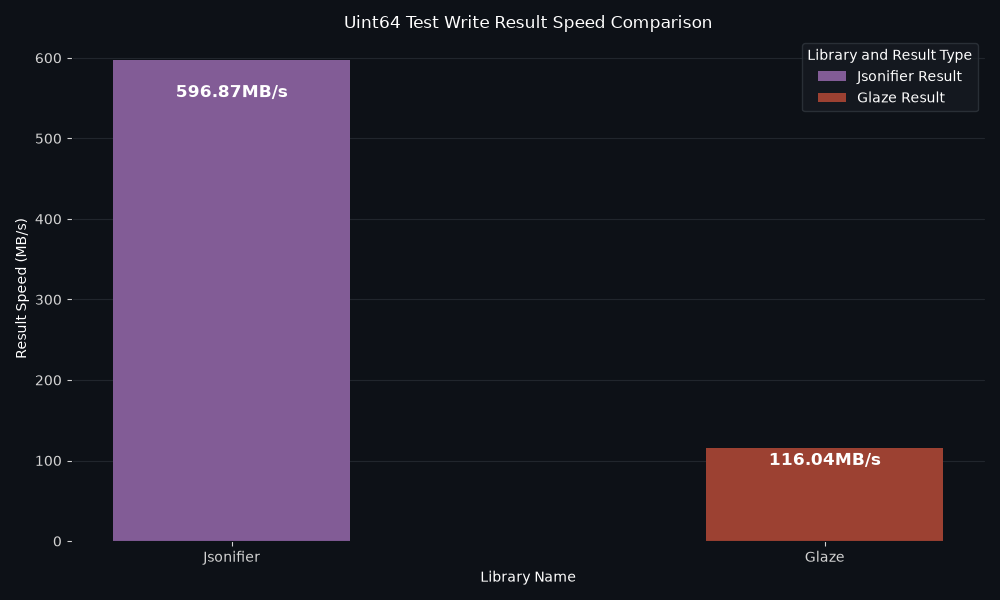 Uint64 Test Write Result Speed Comparison
Library and Result Type
Jsonifier Result
Glaze Result
Result Speed (MB/s)
600
500
400
300
200
100
0
596.87MB/s
116.04MB/s
Jsonifier
Glaze
Library Name